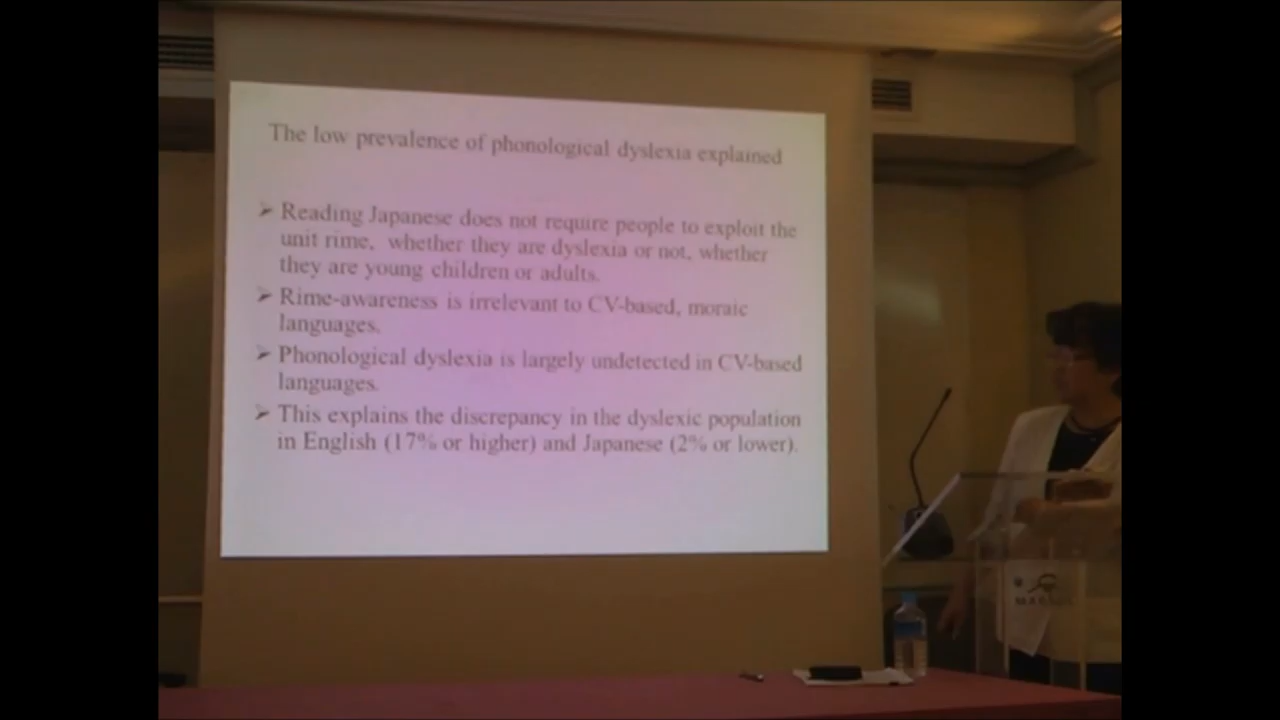 The low prevalence of phonological dyslexia explained
➢ Reading Japanese does not require people to exploit the
unit rime, whether they are dyslexia or not, whether
they are young children or adults.
➢ Rime-awareness is irrelevant to CV-based, moraic
languages.
➢ Phonological dyslexia is largely undetected in CV-based
languages.
➢ This explains the discrepancy in the dyslexic population
in English (17% or higher) and Japanese (2% or lower).